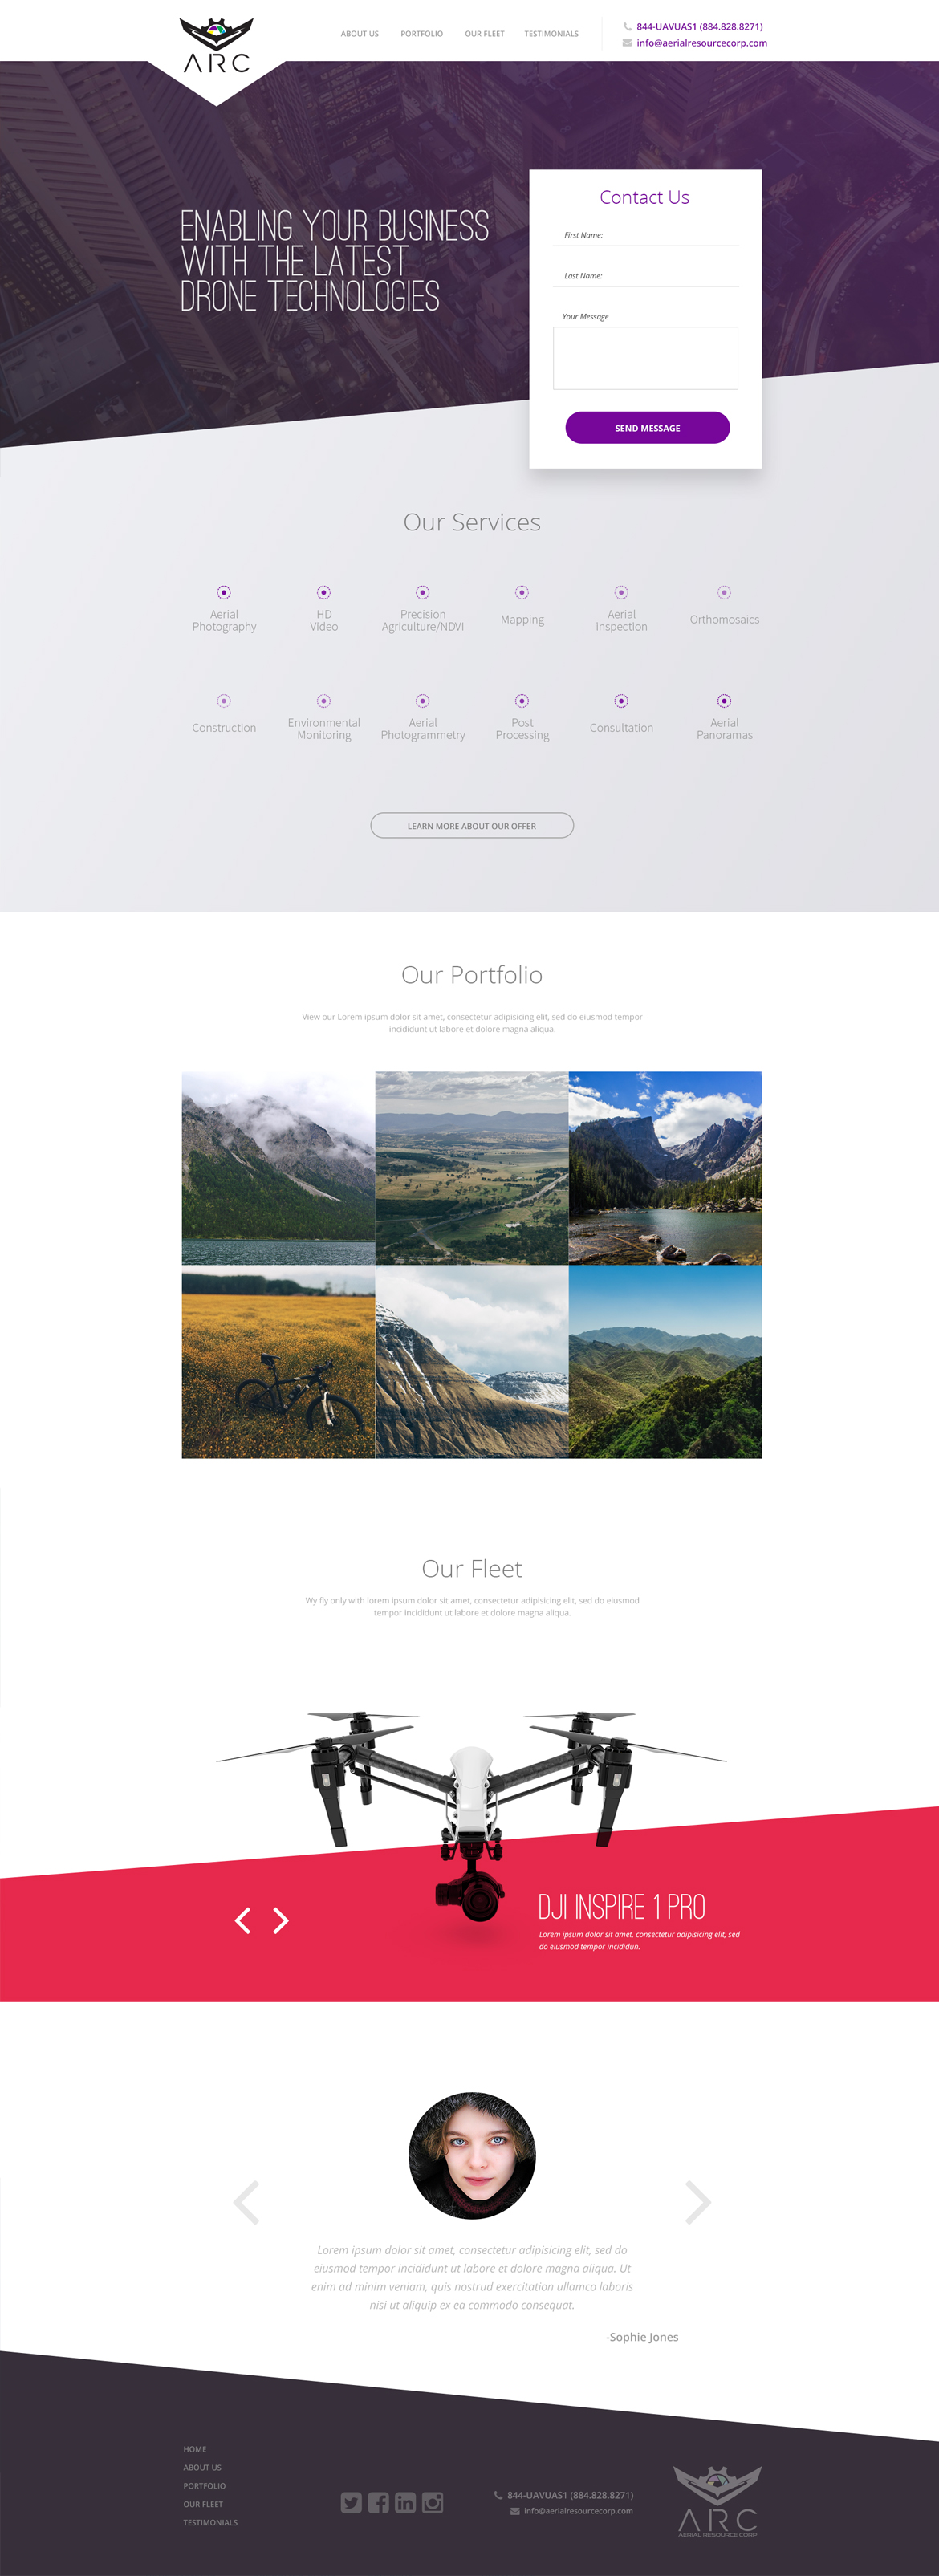 ARC
ABOUT US
PORTFOLIO
OUR FLEET
TESTIMONIALS
844-UAVUAS1 (884.828.8271)
info@aerialresourcecorp.com
ENABLING YOUR BUSINESS
WITH THE LATEST
DRONE TECHNOLOGIES
Contact Us
First Name:
Last Name:
Your Message
SEND MESSAGE
Our Services
Aerial
Photography
HD
Video
Precision
Agriculture/NDVI
Mapping
Aerial
inspection
Orthomosaics
Construction
Environmental
Monitoring
Aerial
Photogrammetry
Post
Processing
Consultation
Aerial
Panoramas
LEARN MORE ABOUT OUR OFFER
Our Portfolio
View our Lorem ipsum dolor sit amet, consectetur adipisicing elit, sed do eiusmod tempor
incididunt ut labore et dolore magna aliqua.
Our Fleet
Wy fly only with lorem ipsum dolor sit amet, consectetur adipisicing elit, sed do eiusmod
tempor incididunt ut labore et dolore magna aliqua.
DJI INSPIRE 1 PRO
Lorem ipsum dolor sit amet, consectetur adipisicing elit, sed
do eiusmod tempor incididun.
Lorem ipsum dolor sit amet, consectetur adipisicing elit, sed do
eiusmod tempor incididunt ut labore et dolore magna aliqua. Ut
enim ad minim veniam, quis nostrud exercitation ullamco laboris
nisi ut aliquip ex ea commodo consequat.
-Sophie Jones
HOME
ABOUT US
PORTFOLIO
OUR FLEET
TESTIMONIALS
844-UAVUAS1 (884.828.8271)
info@aerialresourcecorp.com
ARC
AERIAL RESOURCE CORP